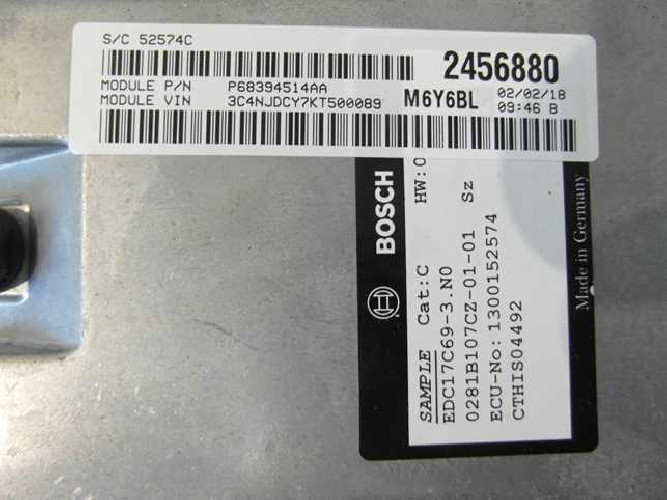 S/C 52574C
2456880
MODULE P/N P68394514AA
MODULE VIN 3C4NJDCY7KT500089
M6Y6BL
02/02/18
09:46 B
BOSCH
SAMPLE Cat:C HW:0
EDC17C69-3.N0
0281B107CZ-01-01 Sz
ECU-No:1300152574
CTHIS04492
Made in Germany